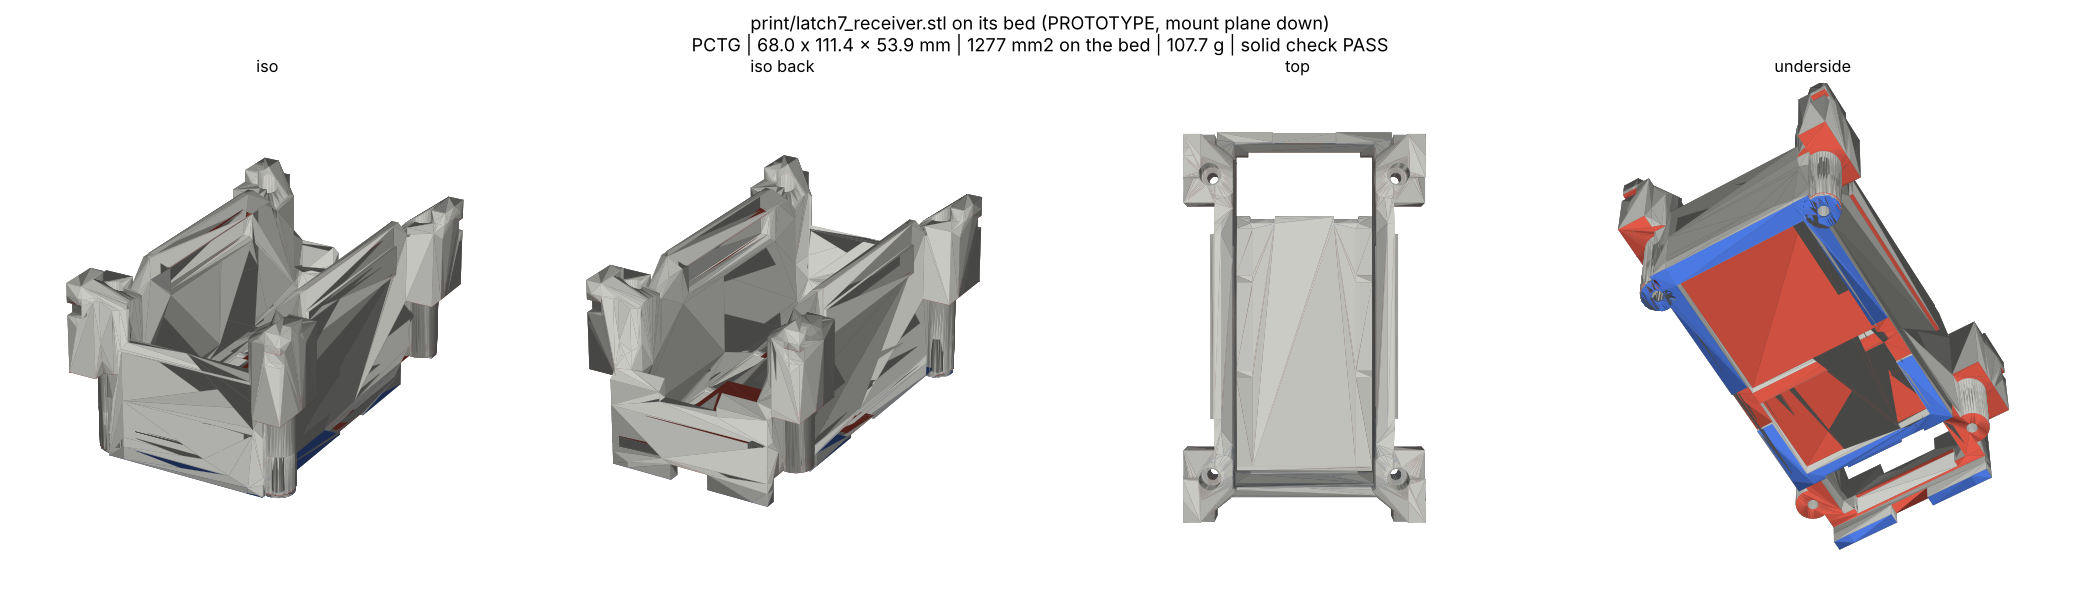 print/latch7_receiver.stl on its bed (PROTOTYPE, mount plane down)
PCTG | 68.0 x 111.4 × 53.9 mm | 1277 mm2 on the bed | 107.7 g | solid check PASS
iso
iso back
top
underside